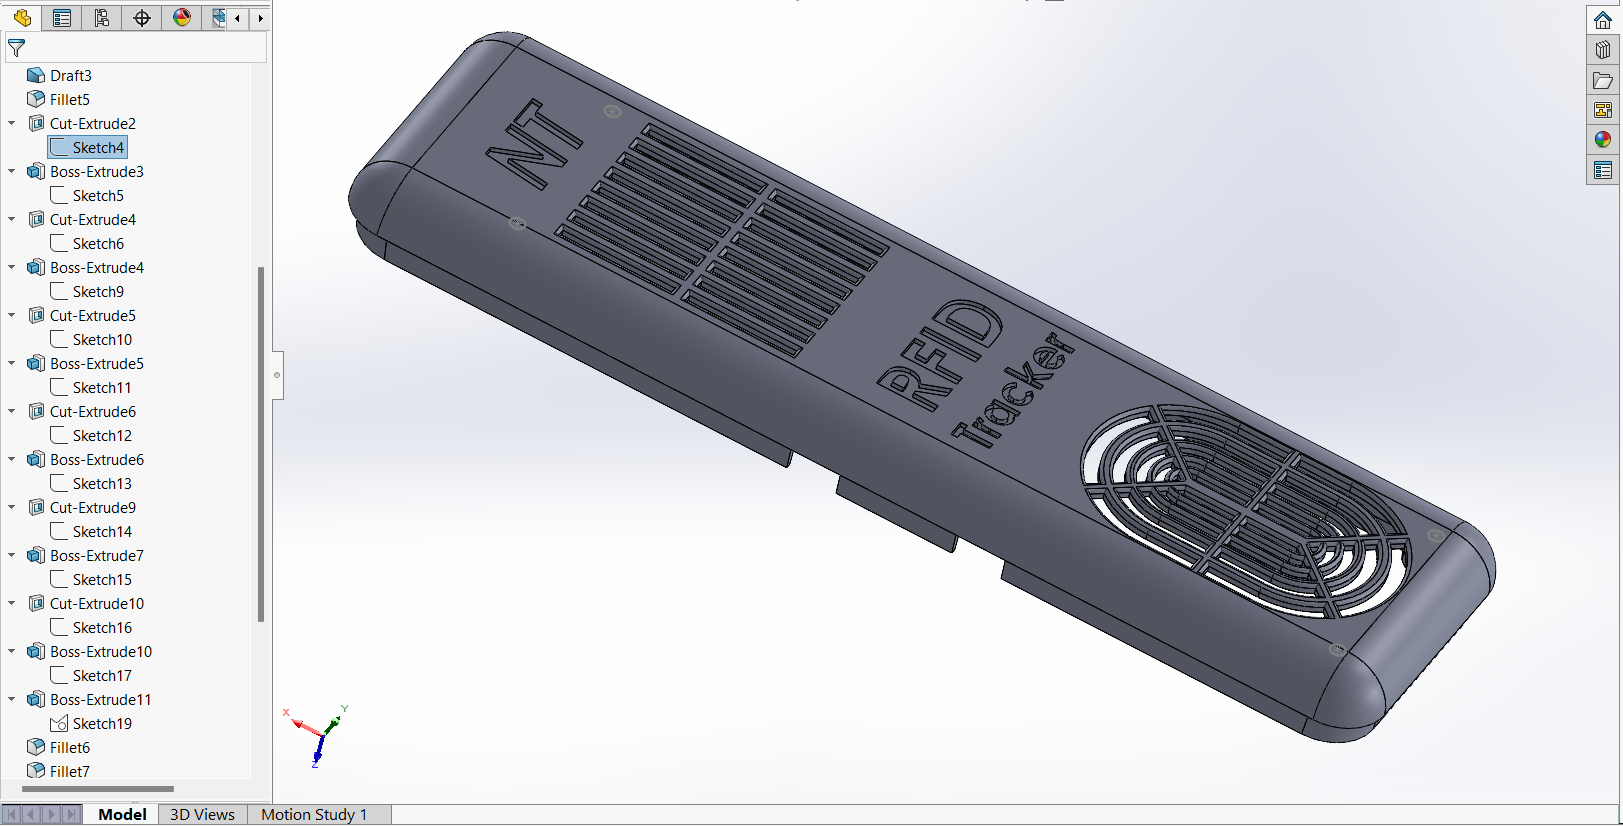 Draft3
Fillet5
Cut-Extrude2
Sketch4
Boss-Extrude3
Sketch5
Cut-Extrude4
Sketch6
Boss-Extrude4
Sketch9
Cut-Extrude5
Sketch10
Boss-Extrude5
Sketch11
Cut-Extrude6
Sketch12
Boss-Extrude6
Sketch13
Cut-Extrude9
Sketch14
Boss-Extrude7
Sketch15
Cut-Extrude10
Sketch16
Boss-Extrude10
Sketch17
Boss-Extrude11
Sketch19
Fillet6
Fillet7
NT
RFID
Tracker
X
Y
Z
Model
3D Views
Motion Study 1